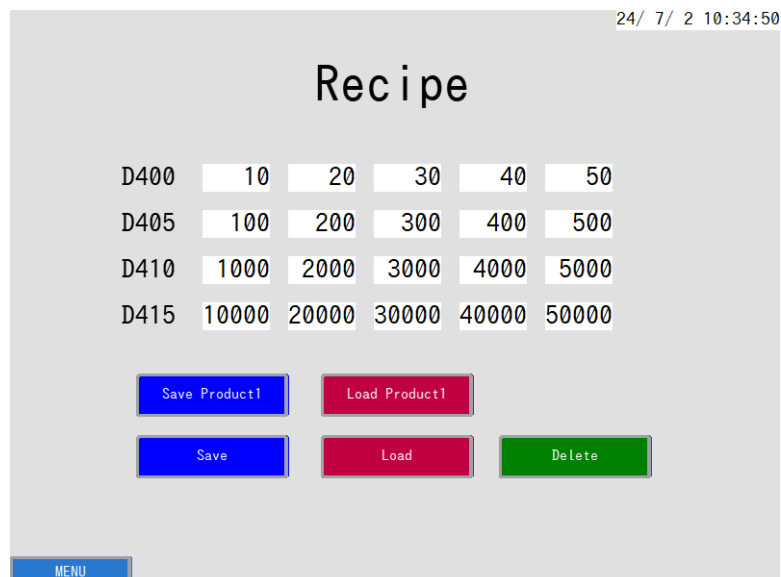 24/ 7/ 2 10:34:50
Recipe
D400 10 20 30 40 50
D405 100 200 300 400 500
D410 1000 2000 3000 4000 5000
D415 10000 20000 30000 40000 50000
Save Product1 Load Product1
Save Load Delete
MENU